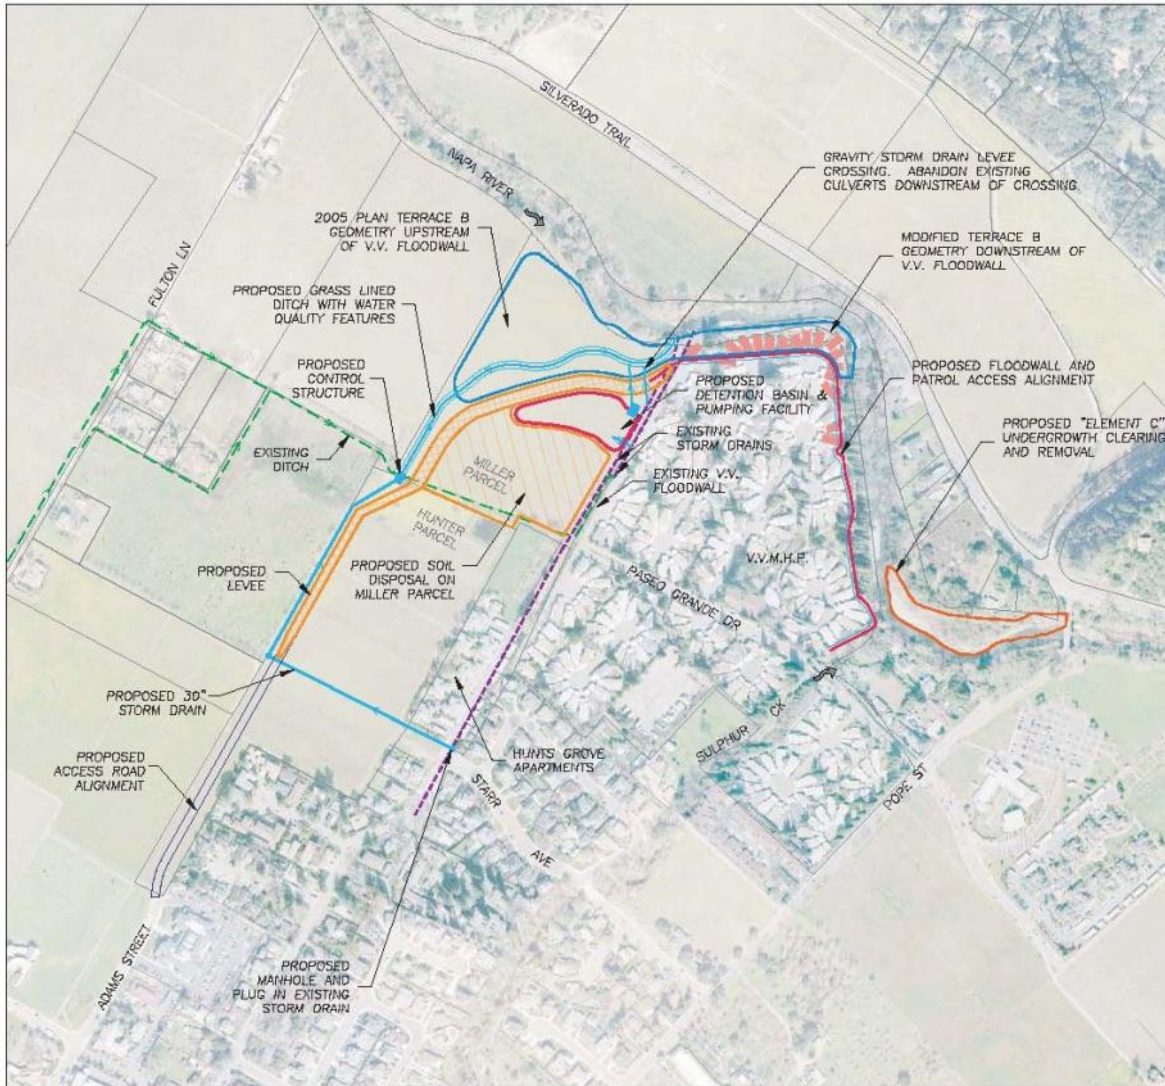 SILVERADO TRAIL
NAPA RIVER
GRAVITY STORM DRAIN LEVEE
CROSSING. ABANDON EXISTING
CULVERTS DOWNSTREAM OF CROSSING.
2005 PLAN TERRACE B
GEOMETRY UPSTREAM
OF V.V. FLOODWALL
MODIFIED TERRACE B
GEOMETRY DOWNSTREAM OF
V.V. FLOODWALL
FULTON LN
PROPOSED GRASS LINED
DITCH WITH WATER
QUALITY FEATURES
PROPOSED
CONTROL
STRUCTURE
PROPOSED FLOODWALL AND
PATROL ACCESS ALIGNMENT
PROPOSED
DETENTION BASIN &
PUMPING FACILITY
PROPOSED "ELEMENT C"
UNDERGROWTH CLEARING
AND REMOVAL
EXISTING
DITCH
EXISTING
STORM DRAINS
MILLER
PARCEL
EXISTING V.V.
FLOODWALL
HUNTER
PARCEL
V.V.M.H.P.
PROPOSED
LEVEE
PROPOSED SOIL
DISPOSAL ON
MILLER PARCEL
PASEO GRANDE DR
PROPOSED 30"
STORM DRAIN
SULPHUR CK
HUNTS GROVE
APARTMENTS
PROPOSED
ACCESS ROAD
ALIGNMENT
STARR AVE
POPE ST
ADAMS STREET
PROPOSED
MANHOLE AND
PLUG IN EXISTING
STORM DRAIN